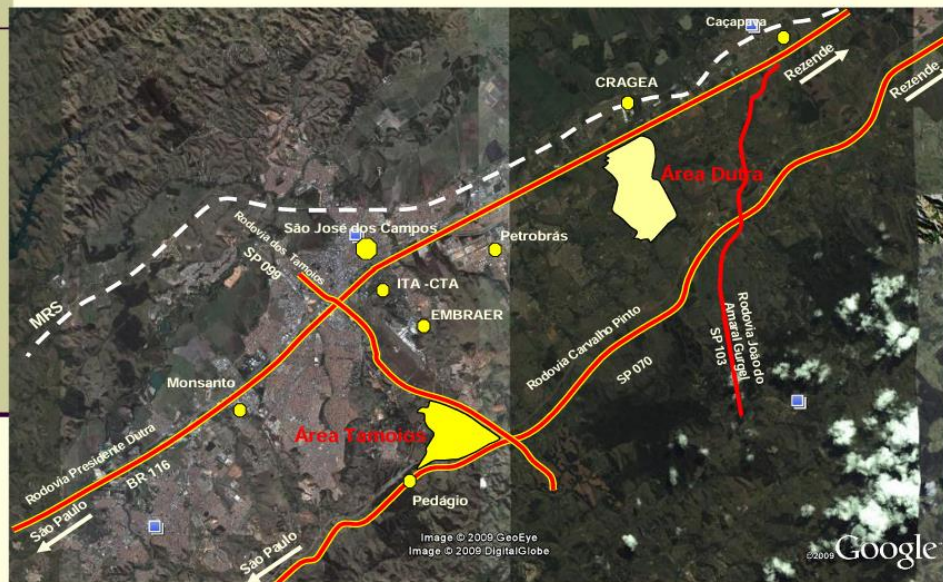 Caçapava
Rezende
Rezende
CRAGEA
Área Dutra
São José dos Campos
Rodovia dos Tamoios
SP 099
Petrobrás
ITA -CTA
MRS
EMBRAER
Rodovia Carvalho Pinto
SP 070
Rodovia João do
Amaral Gurgel
SP 103
Monsanto
Área Tamoios
Rodovia Presidente Dutra
BR 116
Pedágio
São Paulo
São Paulo
Image © 2009 GeoEye
Image © 2009 DigitalGlobe
©2009 Google